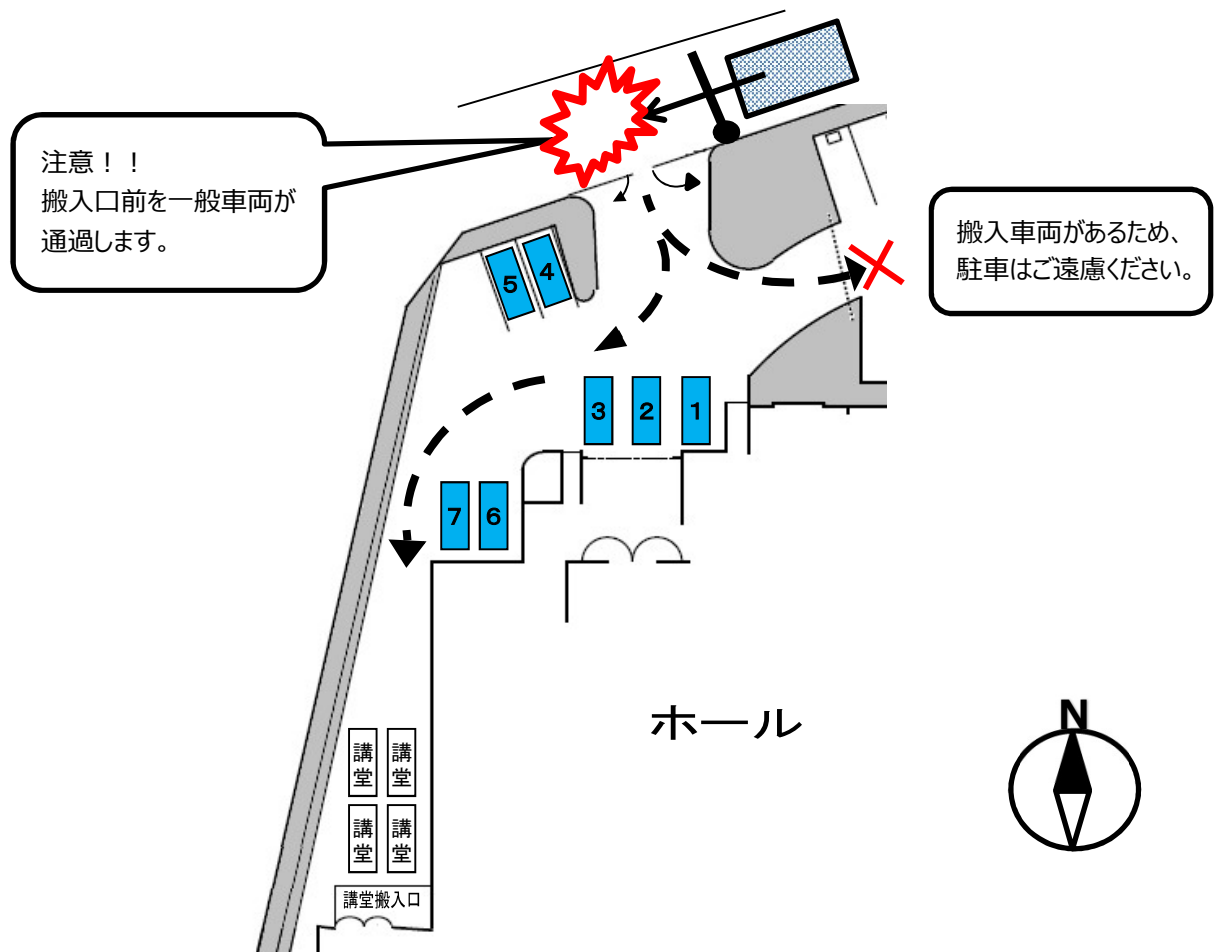 注意！！
搬入口前を一般車両が
通過します。
搬入車両があるため、
駐車はご遠慮ください。
5
4
3
2
1
7
6
ホール
N
講堂
講堂
講堂
講堂
講堂搬入口